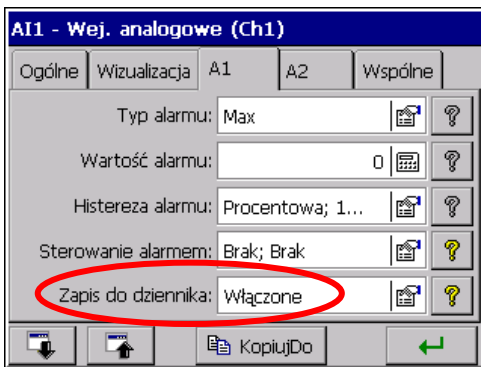 AI1 - Wej. analogowe (Ch1)
Ogólne Wizualizacja A1 A2 Wspólne
Typ alarmu: Max ?
Wartość alarmu: 0 ?
Histereza alarmu: Procentowa; 1... ?
Sterowanie alarmem: Brak; Brak ?
Zapis do dziennika: Włączone ?
KopiujDo